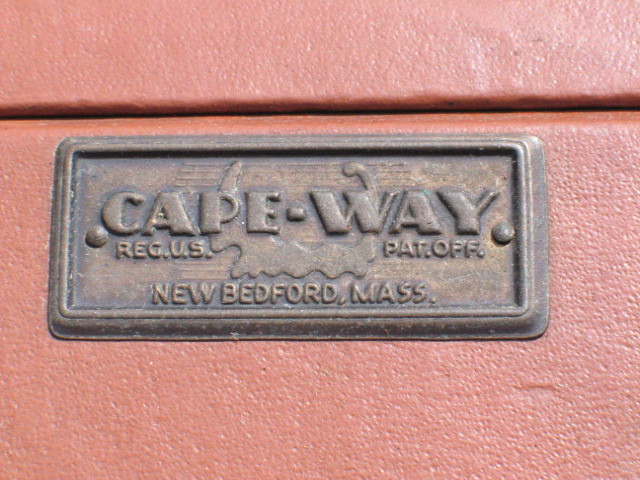 CAPE-WAY
REG.U.S. PAT.OFF.
NEW BEDFORD, MASS.